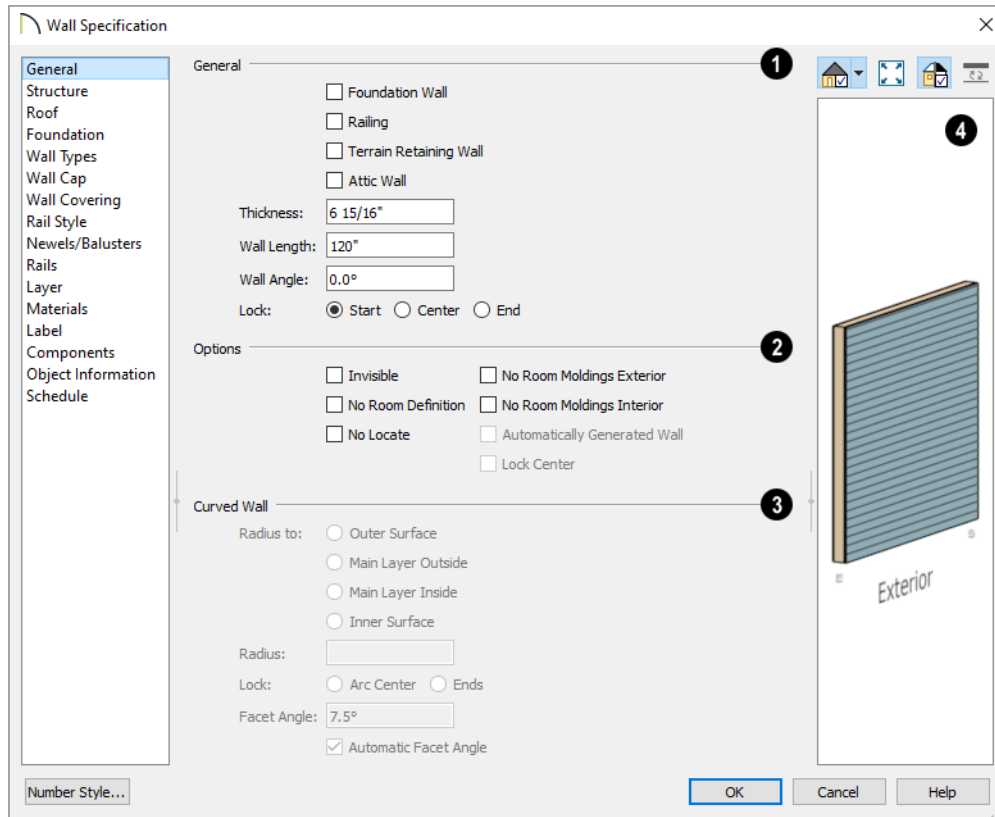 Wall Specification
General
Structure
Roof
Foundation
Wall Types
Wall Cap
Wall Covering
Rail Style
Newels/Balusters
Rails
Layer
Materials
Label
Components
Object Information
Schedule
General 1
Foundation Wall
Railing
Terrain Retaining Wall
Attic Wall
Thickness: 6 15/16"
Wall Length: 120"
Wall Angle: 0.0°
Lock: Start Center End
Options 2
Invisible No Room Moldings Exterior
No Room Definition No Room Moldings Interior
No Locate Automatically Generated Wall
Lock Center
Curved Wall 3
Radius to: Outer Surface
Main Layer Outside
Main Layer Inside
Inner Surface
Radius:
Lock: Arc Center Ends
Facet Angle: 7.5°
Automatic Facet Angle
4
Exterior
Number Style... OK Cancel Help